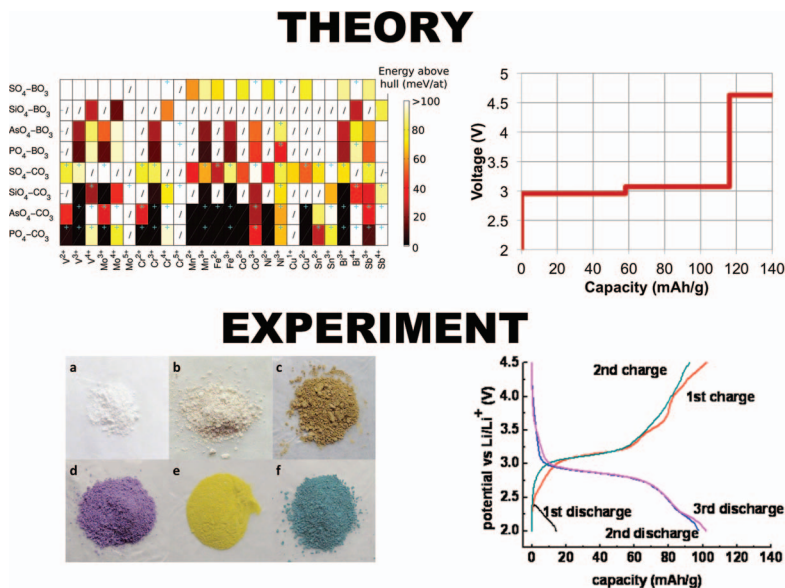 THEORY
Energy above
hull (meV/at)
>100
80
60
40
20
0
SO₄–BO₃
SiO₄–BO₃
AsO₄–BO₃
PO₄–BO₃
SO₄–CO₃
SiO₄–CO₃
AsO₄–CO₃
PO₄–CO₃
V²⁺ V³⁺ V⁴⁺ Mo³⁺ Mo⁴⁺ Mo⁵⁺ Cr²⁺ Cr³⁺ Cr⁴⁺ Cr⁵⁺ Mn²⁺ Mn³⁺ Fe²⁺ Fe³⁺ Co²⁺ Co³⁺ Ni²⁺ Ni³⁺ Cu¹⁺ Cu²⁺ Sn²⁺ Sn³⁺ Bi³⁺ Bi⁴⁺ Sb³⁺ Sb⁴⁺
Voltage (V)
5
4.5
4
3.5
3
2.5
2
0 20 40 60 80 100 120 140
Capacity (mAh/g)
EXPERIMENT
a b c
d e f
potential vs Li/Li⁺ (V)
4.5
4.0
3.5
3.0
2.5
2.0
2nd charge
1st charge
1st discharge
3rd discharge
2nd discharge
0 20 40 60 80 100 120 140
capacity (mAh/g)